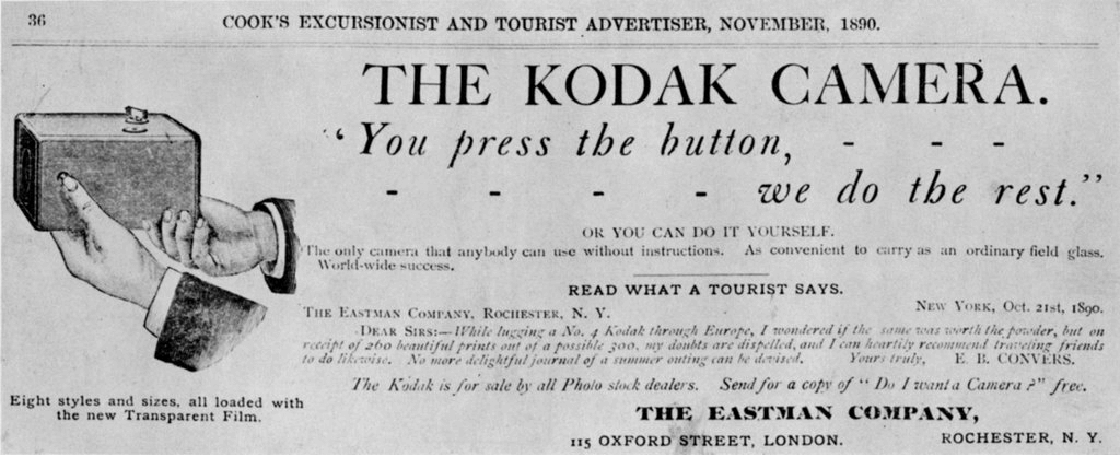 36
COOK'S EXCURSIONIST AND TOURIST ADVERTISER, NOVEMBER, 1890.
THE KODAK CAMERA.
"You press the button, - - -
- - - - we do the rest."
OR YOU CAN DO IT YOURSELF.
The only camera that anybody can use without instructions. As convenient to carry as an ordinary field glass.
World-wide success.
READ WHAT A TOURIST SAYS.
THE EASTMAN COMPANY, ROCHESTER, N. Y.
NEW YORK, Oct. 21st, 1890.
DEAR SIRS:—While lugging a No. 4 Kodak through Europe, I wondered if the same was worth the powder, but on
receipt of 260 beautiful prints out of a possible 300, my doubts are dispelled, and I can heartily recommend traveling friends
to do likewise. No more delightful journal of a summer outing can be devised. Yours truly, E. B. CONVERS.
The Kodak is for sale by all Photo stock dealers. Send for a copy of "Do I want a Camera?" free.
Eight styles and sizes, all loaded with
the new Transparent Film.
THE EASTMAN COMPANY,
115 OXFORD STREET, LONDON. ROCHESTER, N. Y.